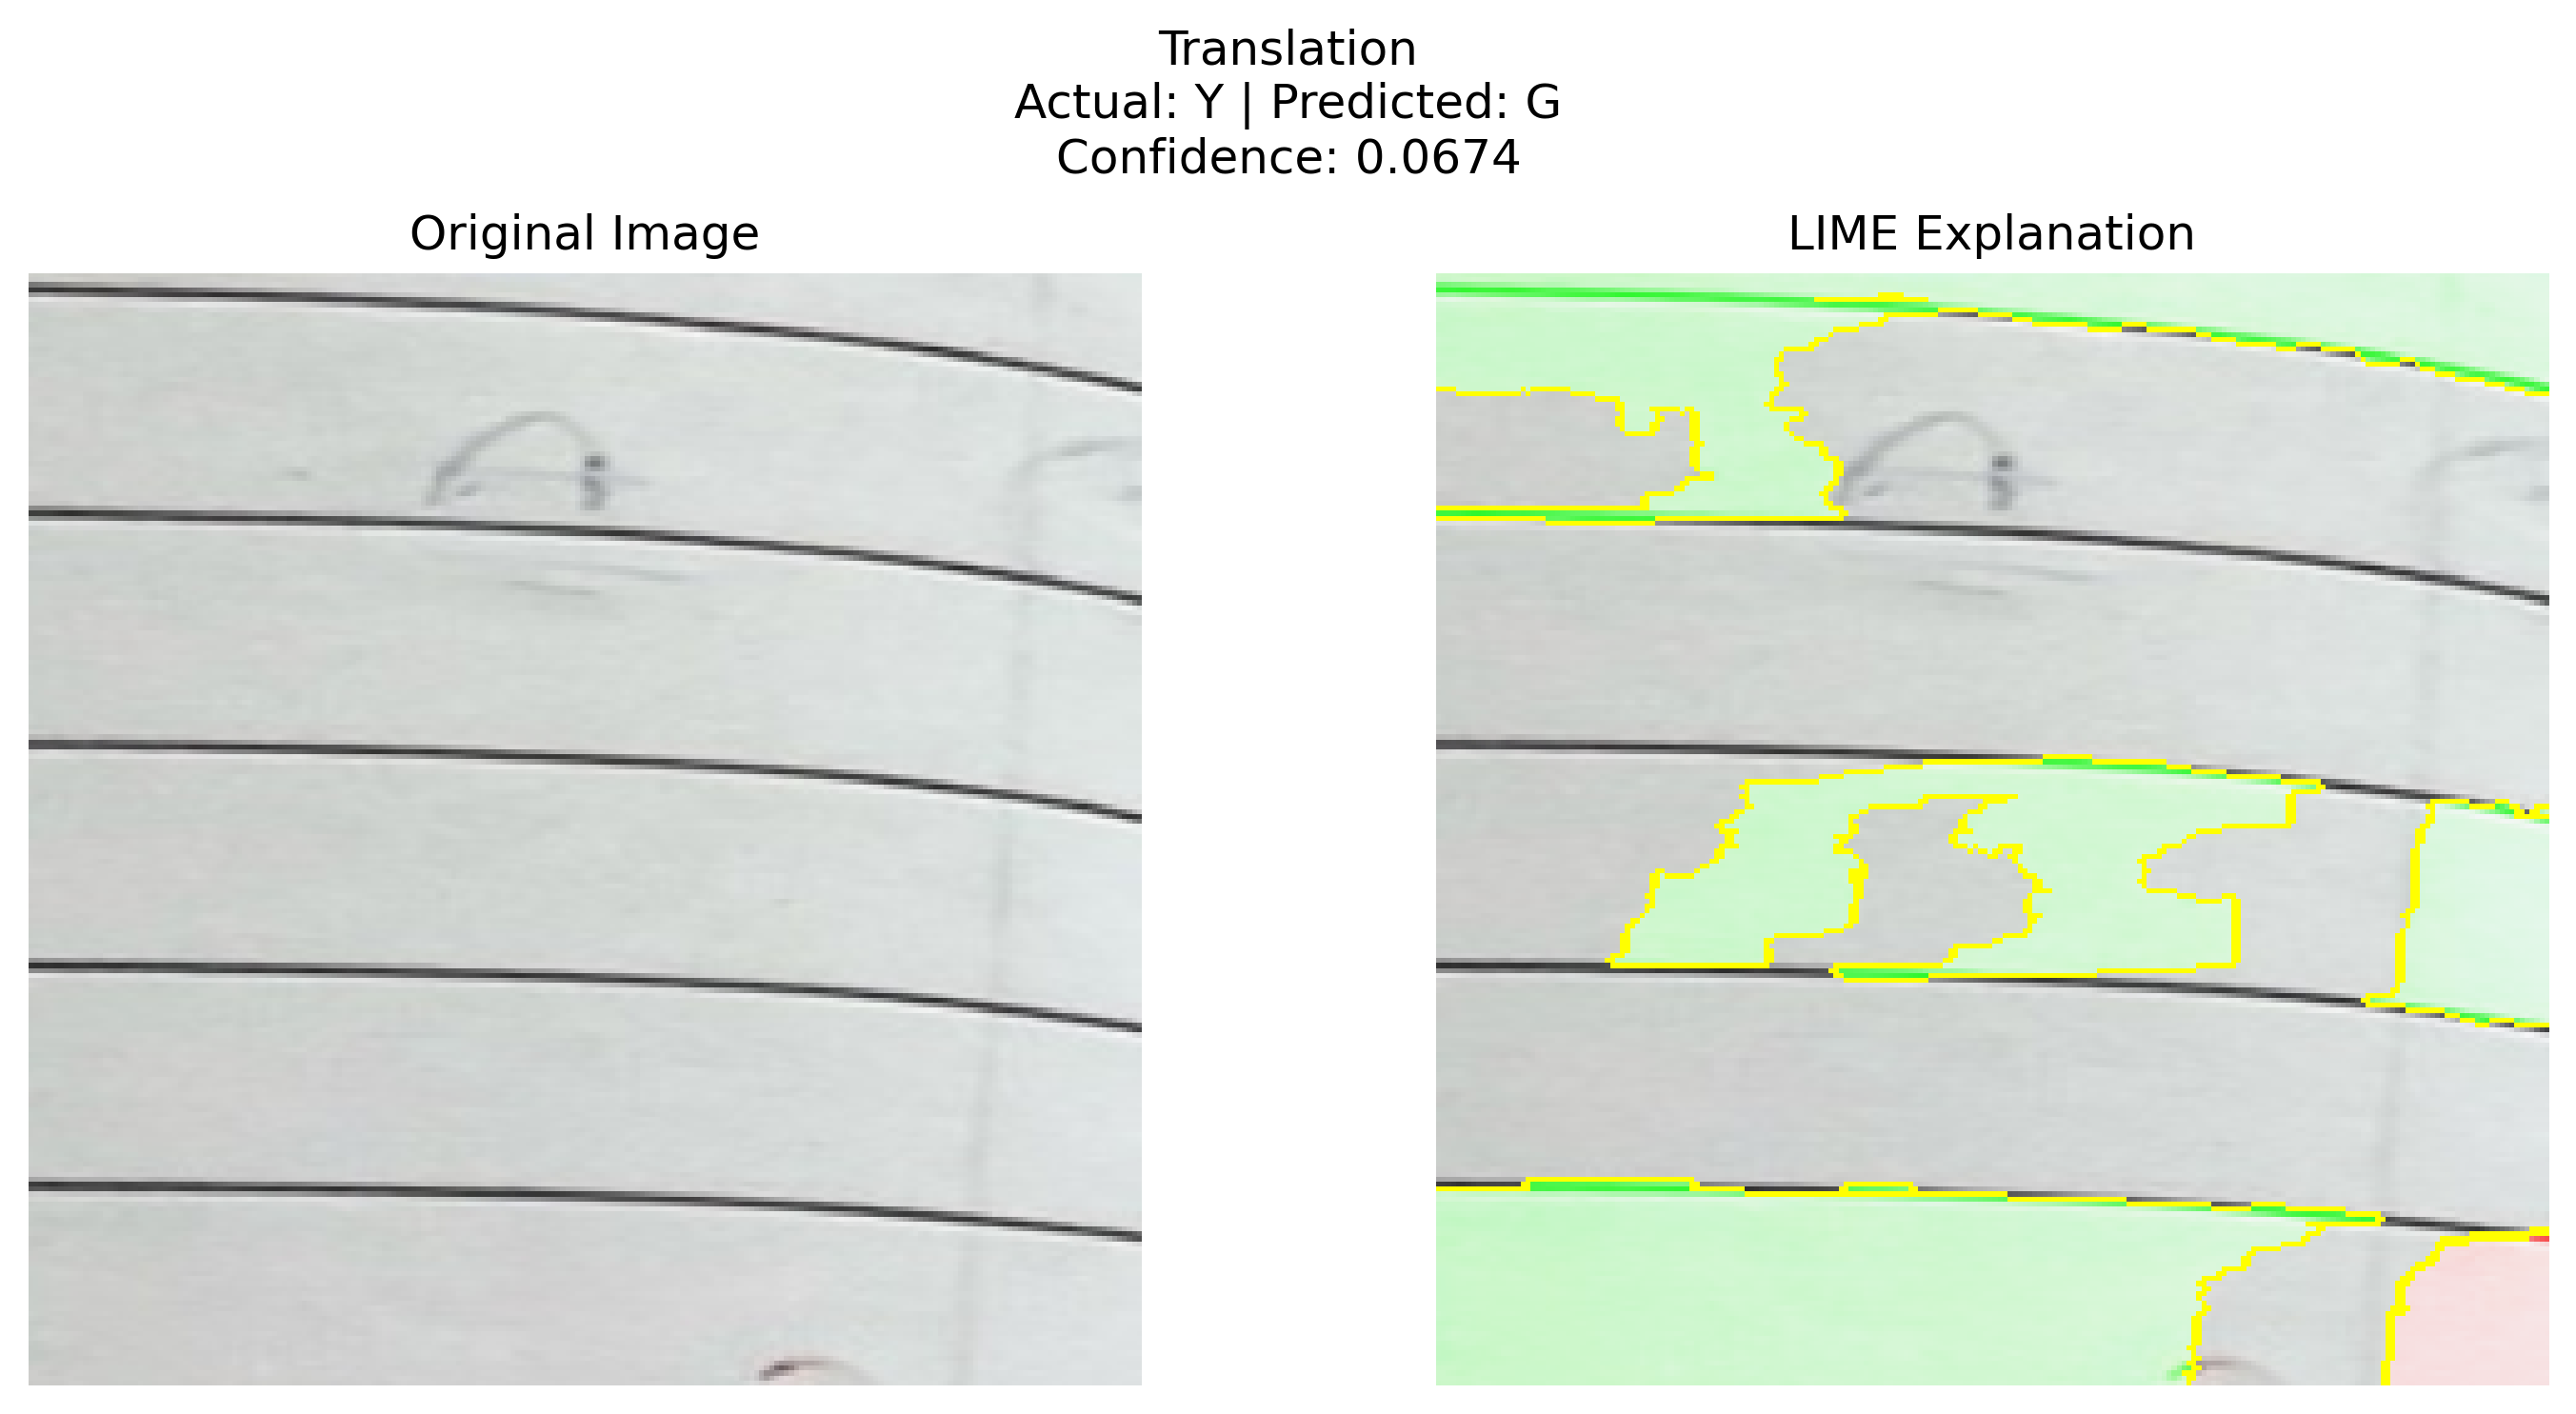 Translation
Actual: Y | Predicted: G
Confidence: 0.0674
Original Image
LIME Explanation